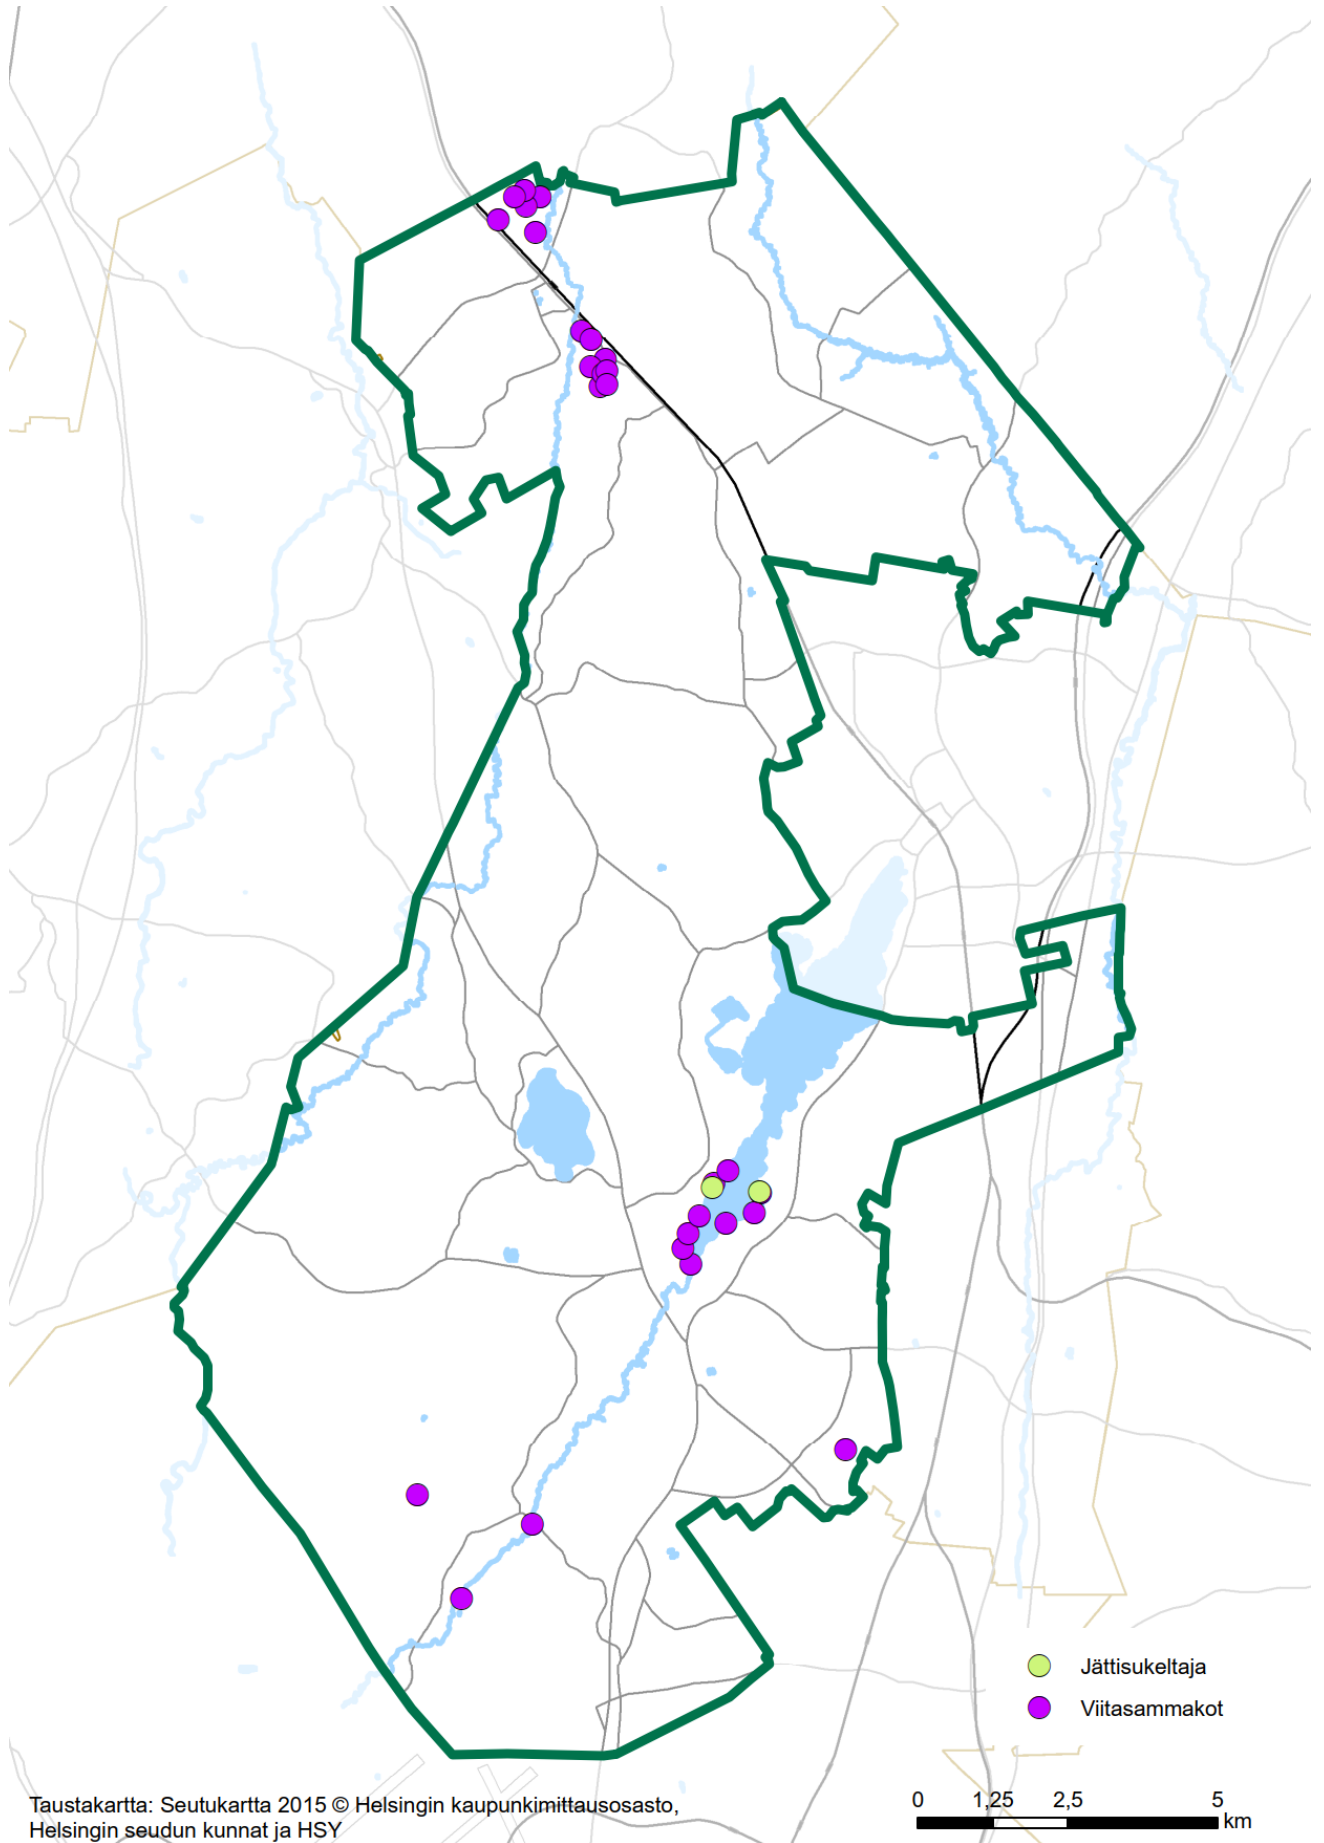 Jättisukeltaja
Viitasammakot
Taustakartta: Seutukartta 2015 © Helsingin kaupunkimittausosasto,
Helsingin seudun kunnat ja HSY
0 1,25 2,5 5
km